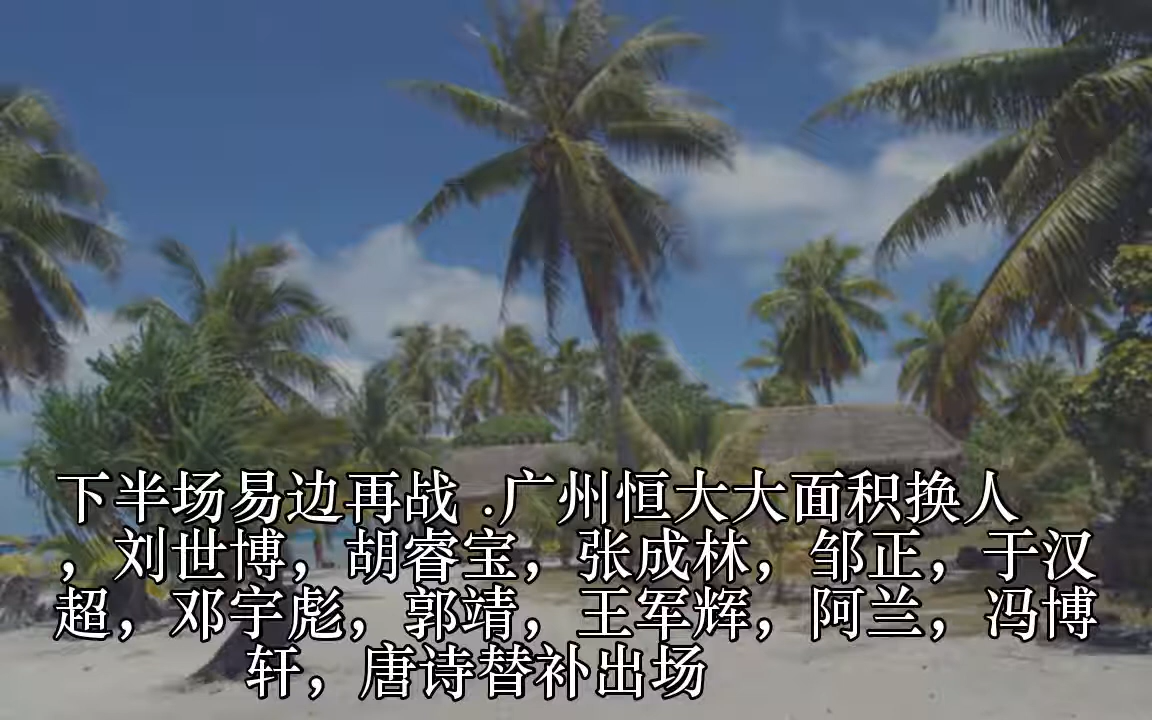 下半场易边再战 .广州恒大大面积换人
，刘世博，胡睿宝，张成林，邹正，于汉
超，邓宇彪，郭靖，王军辉，阿兰，冯博
轩，唐诗替补出场